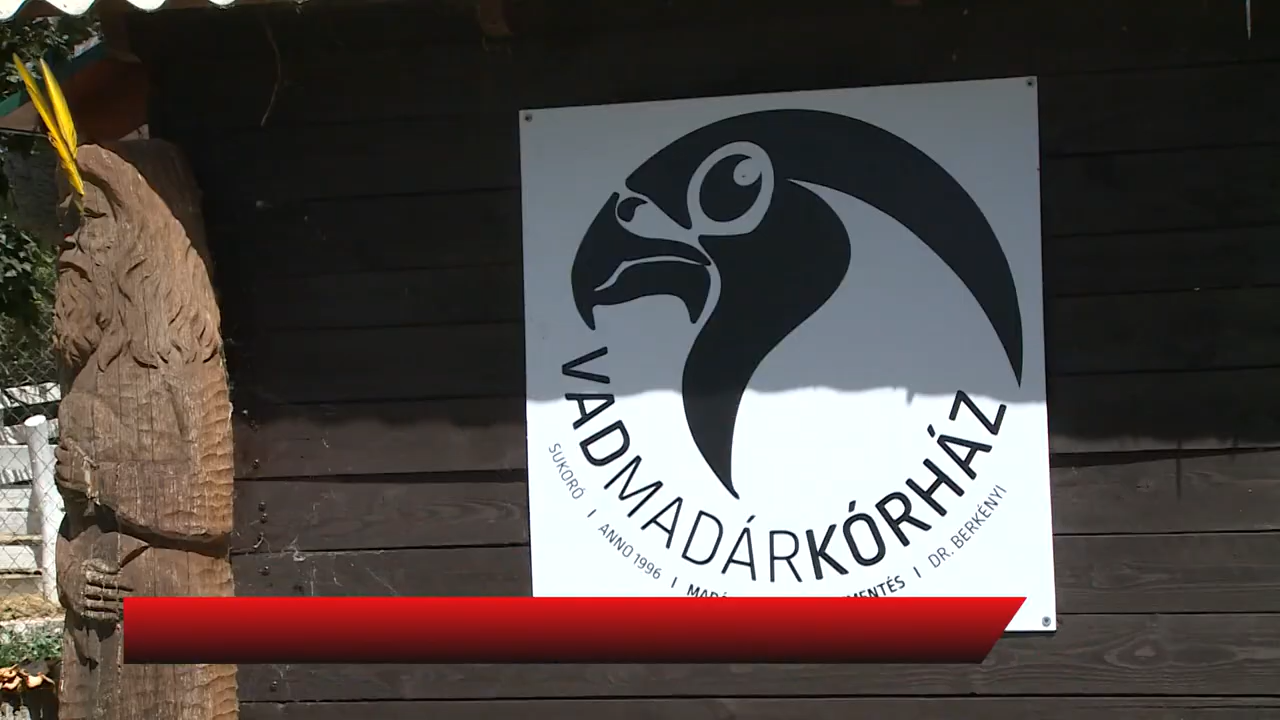 VADMADÁRKÓRHÁZ
SUKORÓ | ANNO 1996 | | DR. BERKÉNYI